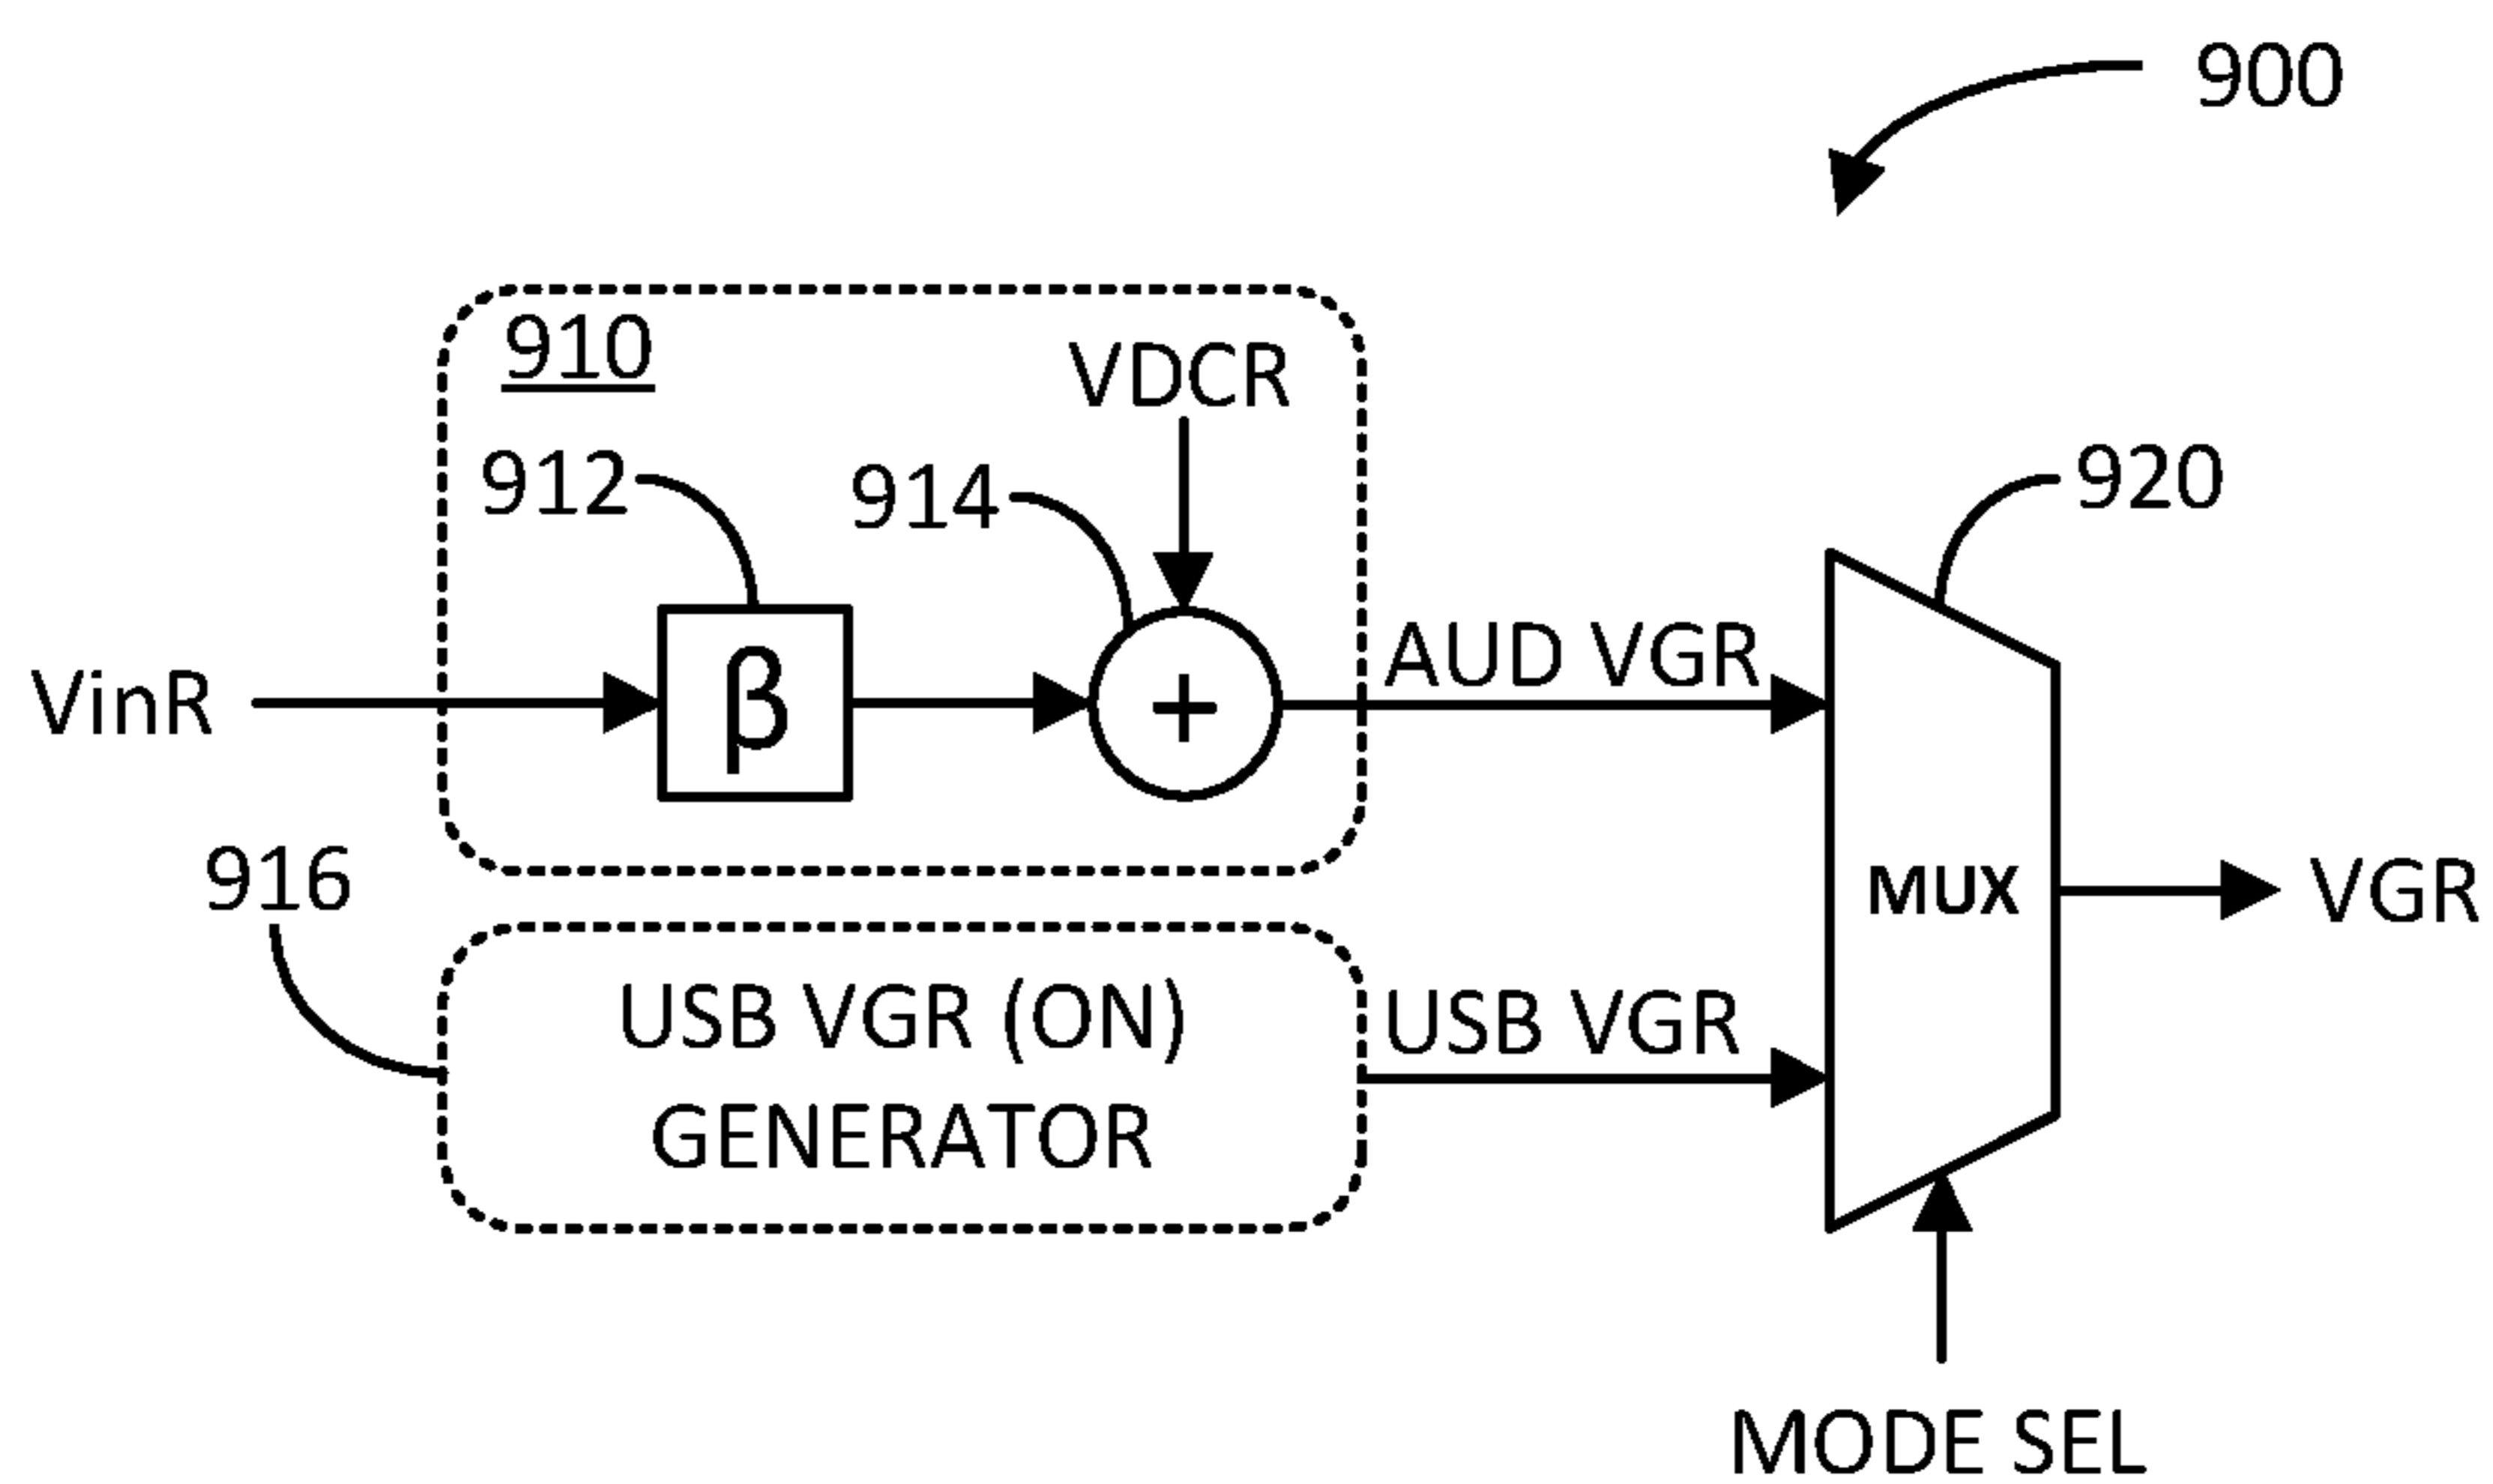 900
910
VDCR
912
914
920
AUD VGR
VinR
β
+
916
MUX
VGR
USB VGR (ON)
GENERATOR
USB VGR
MODE SEL